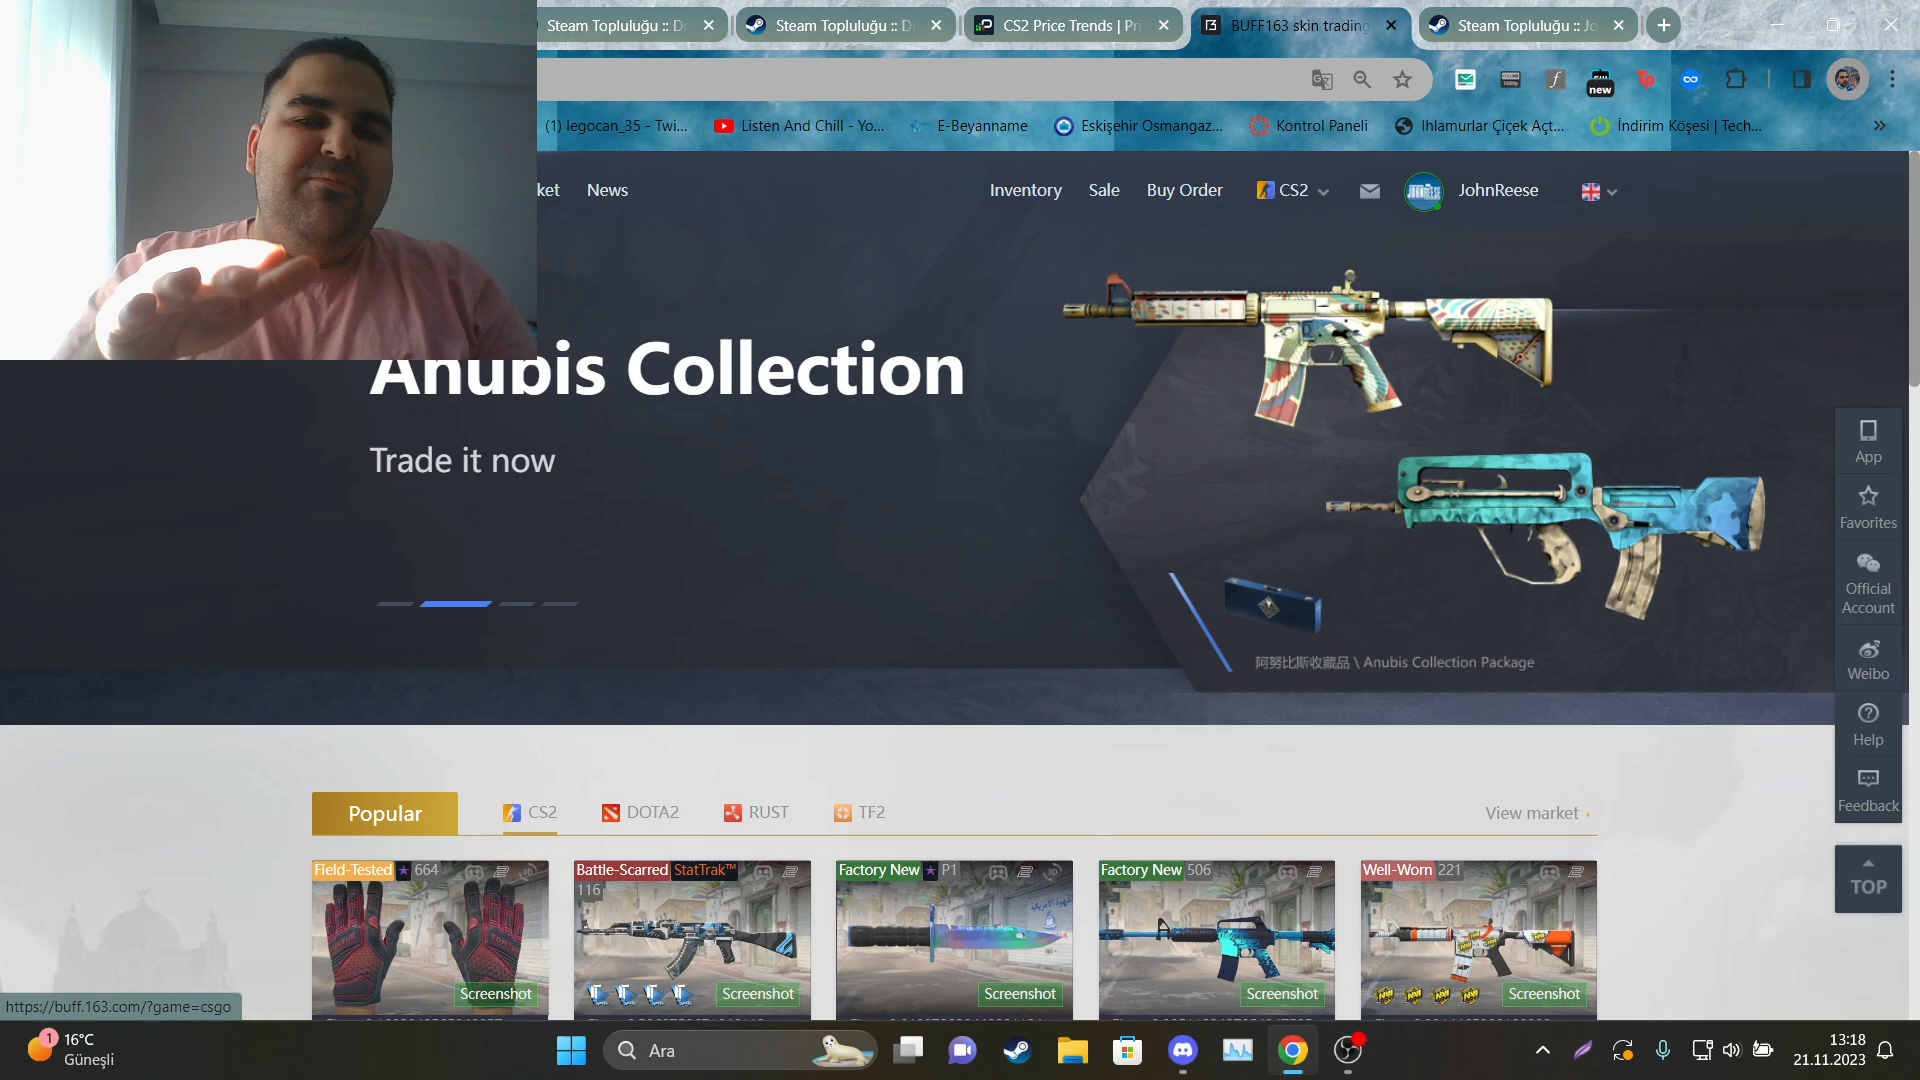 Steam Topluluğu :: D
Steam Topluluğu :: D
CS2 Price Trends | Pri
BUFF163 skin trading
Steam Topluluğu :: Jo
new
(1) legocan_35 - Twi...
Listen And Chill - Yo...
E-Beyanname
Eskişehir Osmangaz...
Kontrol Paneli
Ihlamurlar Çiçek Açt...
İndirim Köşesi | Tech...
ket
News
Inventory
Sale
Buy Order
CS2
JohnReese
Anubis Collection
Trade it now
阿努比斯收藏品 \ Anubis Collection Package
App
Favorites
Official
Account
Weibo
Help
Feedback
TOP
Popular
CS2
DOTA2
RUST
TF2
View market
Field-Tested ★ 664
Battle-Scarred StatTrak™
116
Factory New ★ P1
Factory New 506
Well-Worn 221
Screenshot
Screenshot
Screenshot
Screenshot
Screenshot
https://buff.163.com/?game=csgo
1
16°C
Güneşli
Ara
13:18
21.11.2023